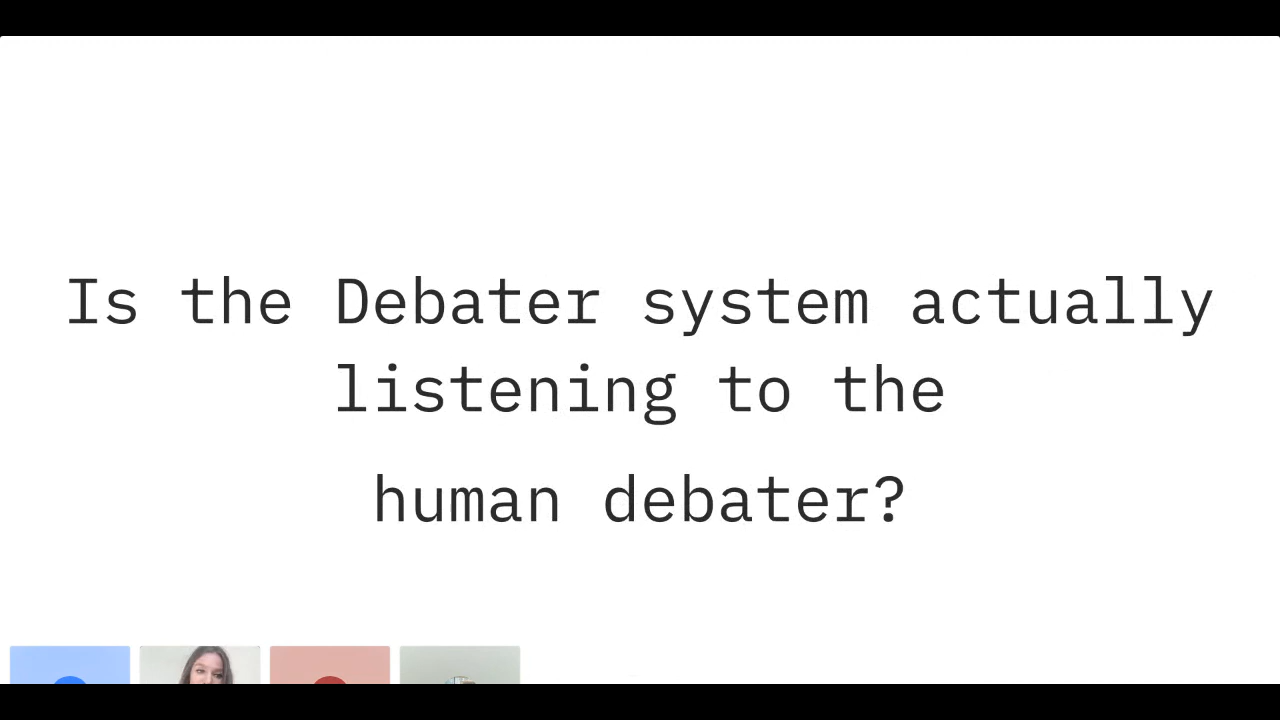 Is the Debater system actually
listening to the
human debater?